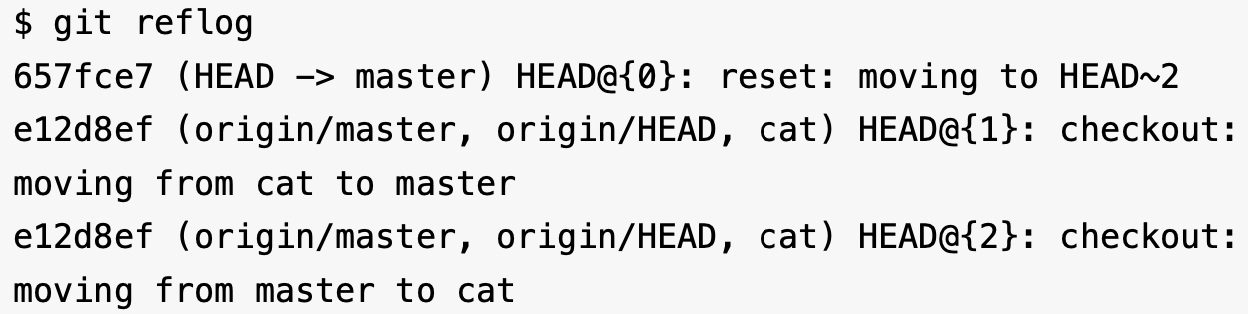 $ git reflog
657fce7 (HEAD -> master) HEAD@{0}: reset: moving to HEAD~2
e12d8ef (origin/master, origin/HEAD, cat) HEAD@{1}: checkout:
moving from cat to master
e12d8ef (origin/master, origin/HEAD, cat) HEAD@{2}: checkout:
moving from master to cat